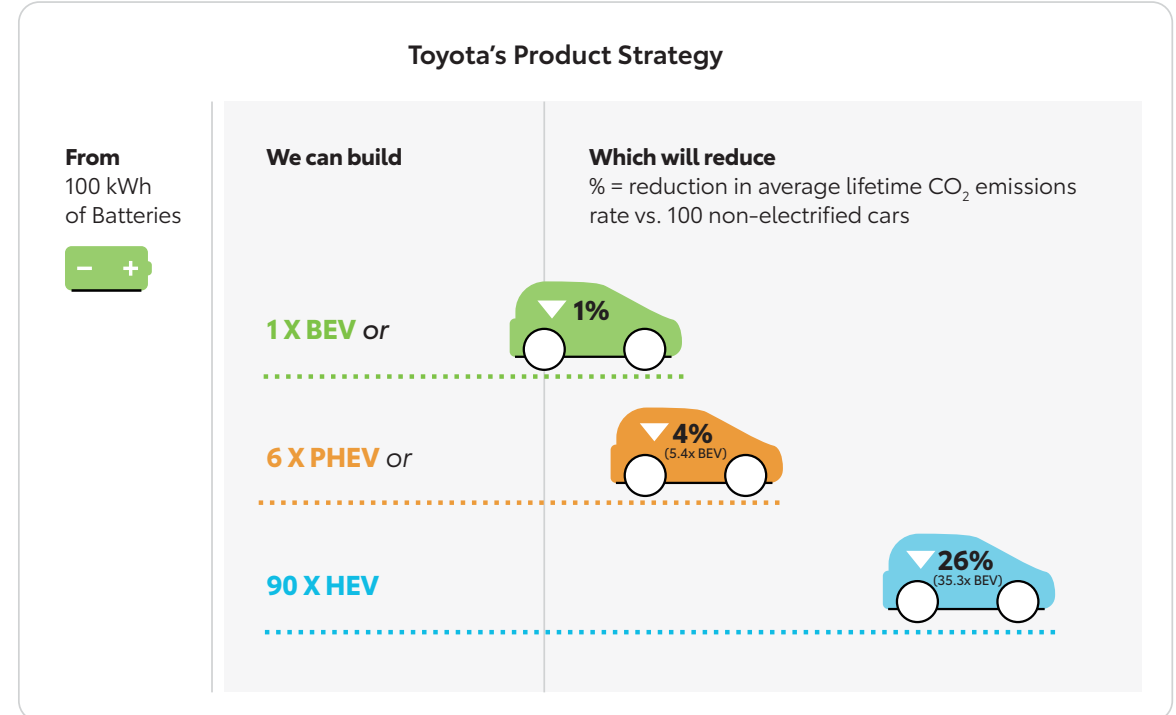 Toyota’s Product Strategy
From
100 kWh
of Batteries
We can build
Which will reduce
% = reduction in average lifetime CO₂ emissions
rate vs. 100 non-electrified cars
− +
1 X BEV or
1%
6 X PHEV or
4%
(5.4x BEV)
90 X HEV
26%
(35.3x BEV)